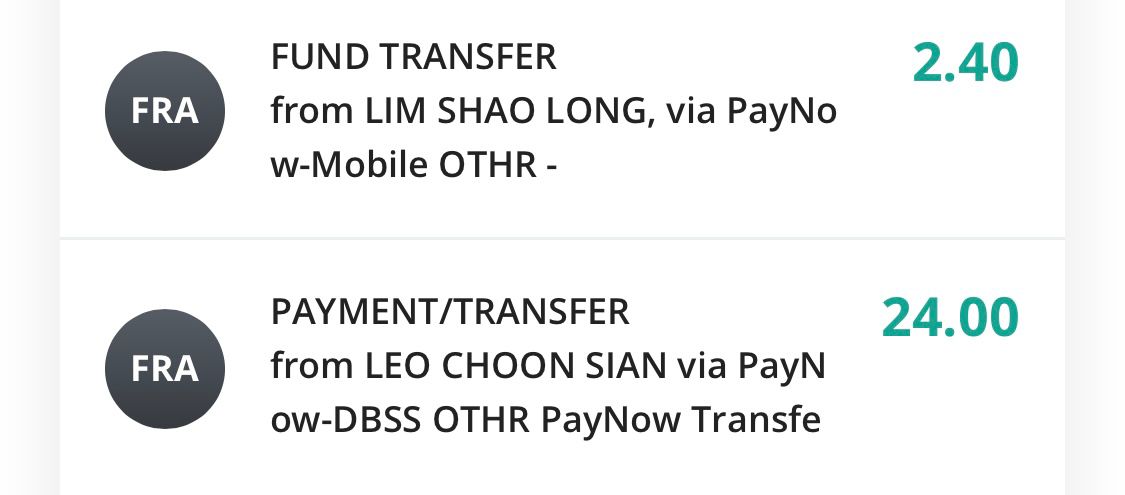 FRA
FUND TRANSFER
from LIM SHAO LONG, via PayNo
w-Mobile OTHR -
2.40
FRA
PAYMENT/TRANSFER
from LEO CHOON SIAN via PayN
ow-DBSS OTHR PayNow Transfe
24.00